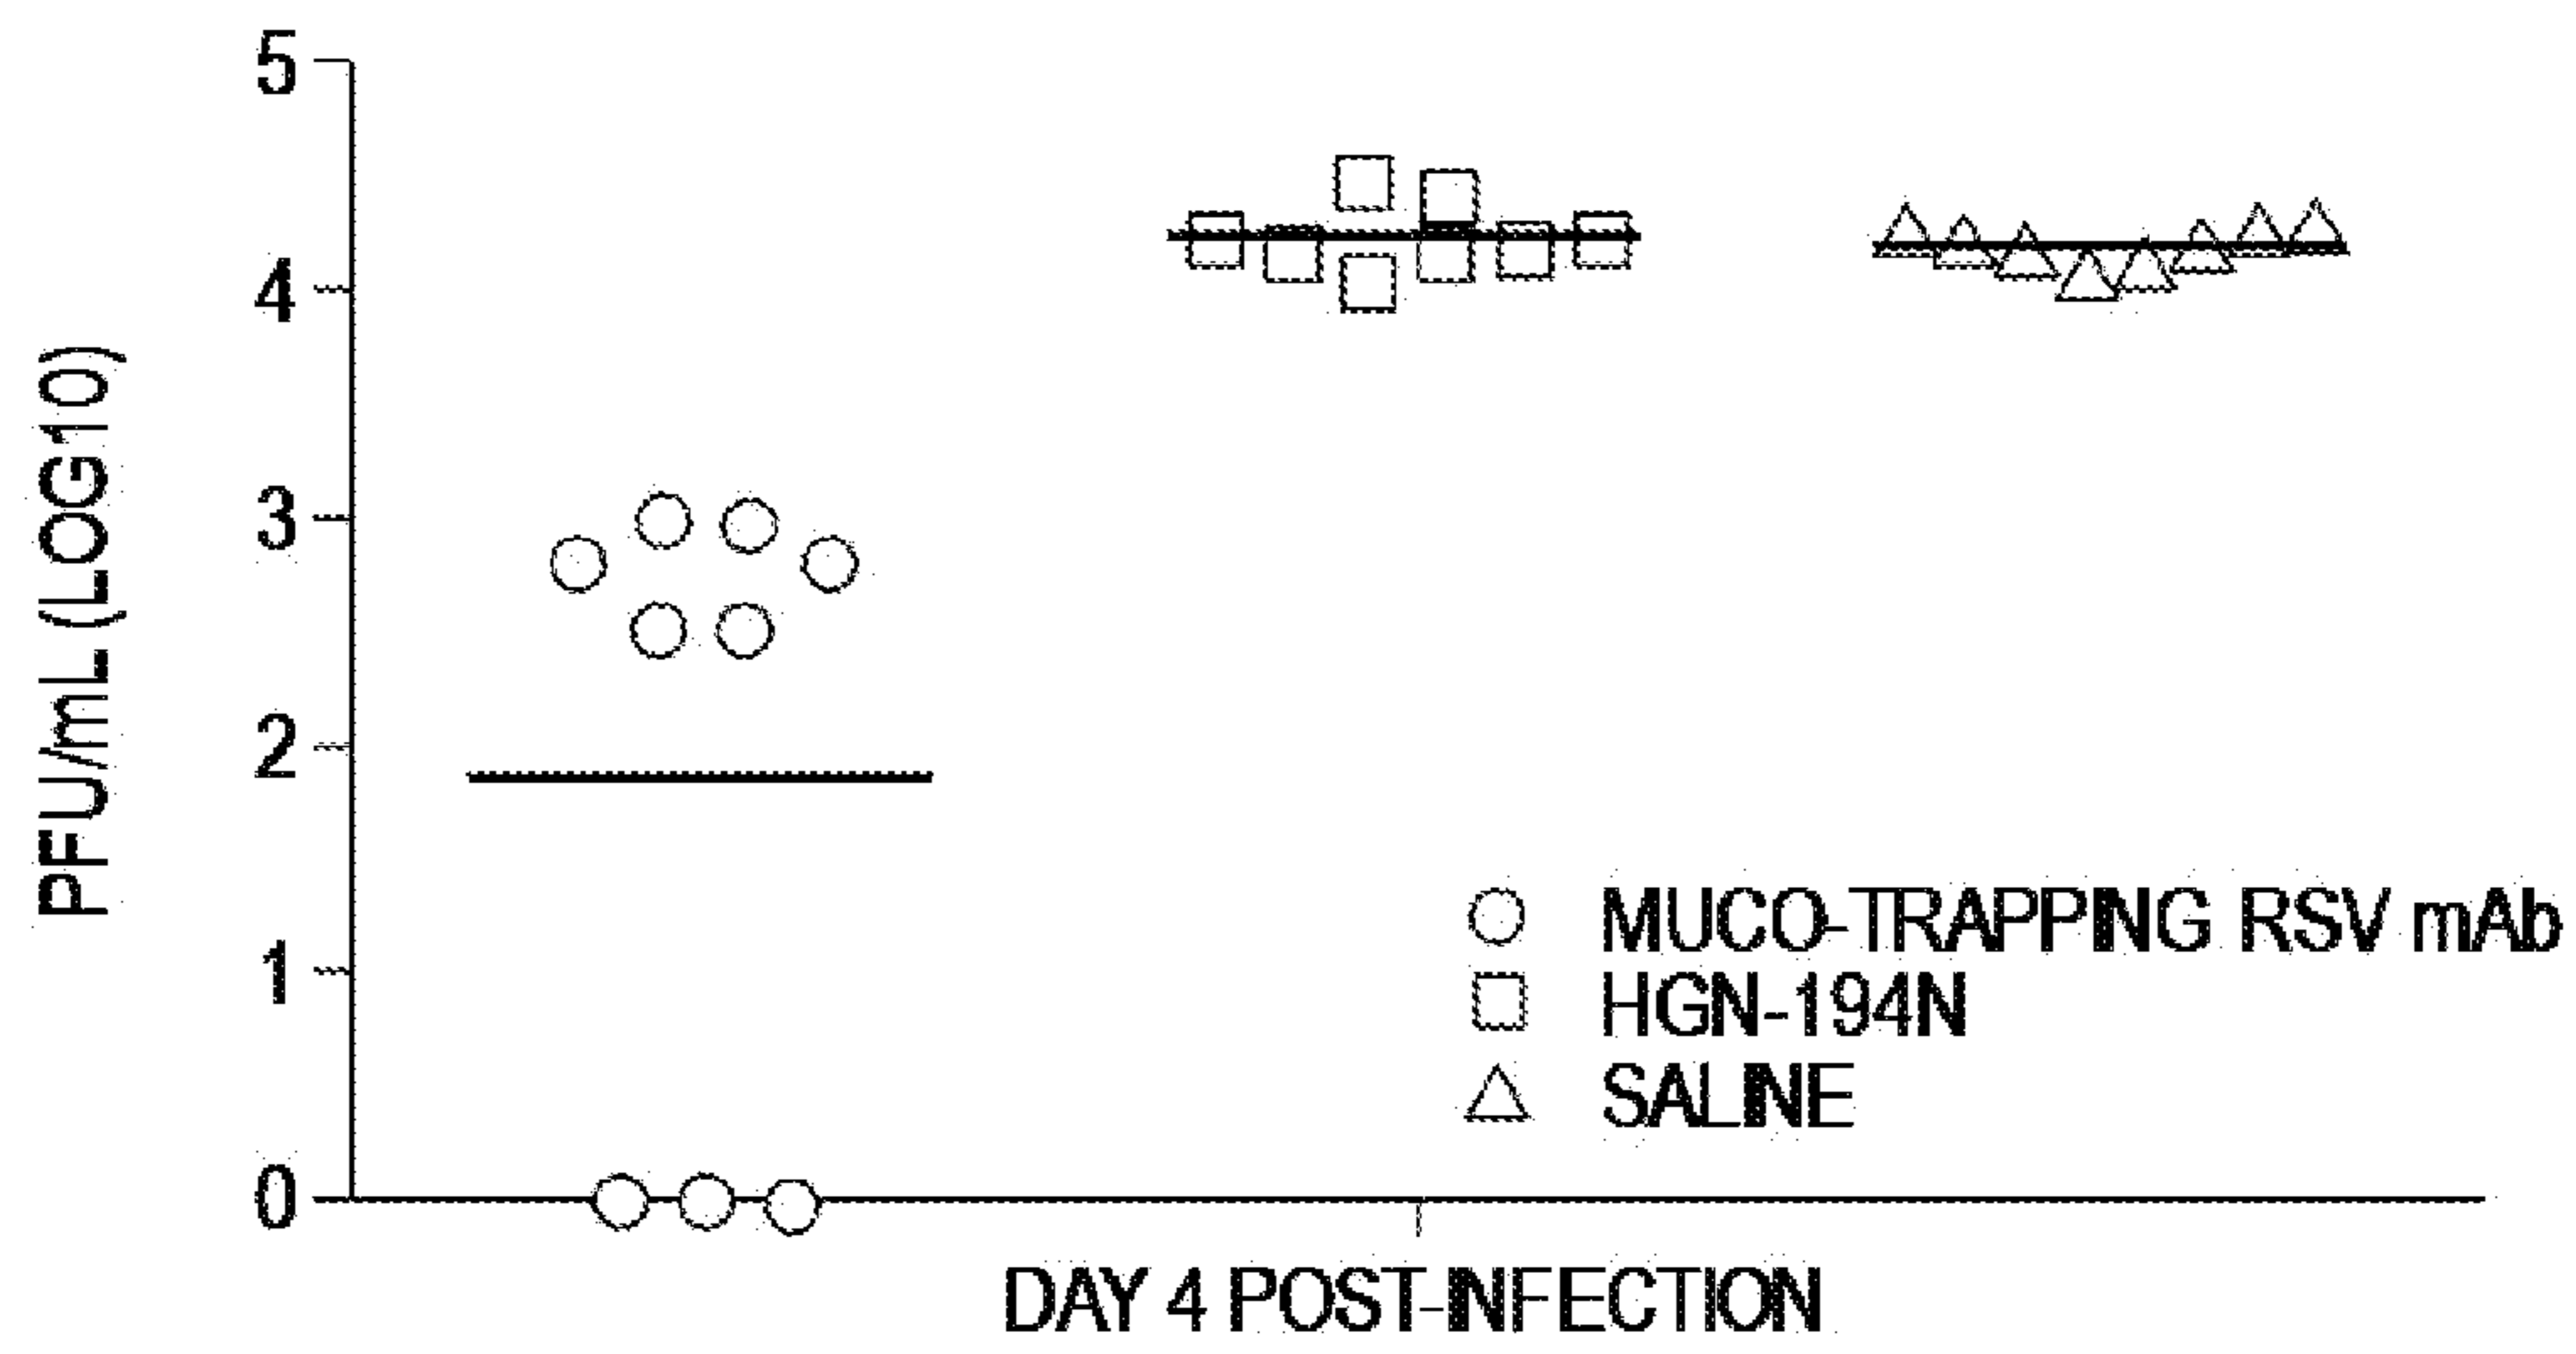 PFU/mL (LOG10)
5
4
3
2
1
0
MUCO-TRAPPING RSV mAb
HGN-194N
SALINE
DAY 4 POST-INFECTION